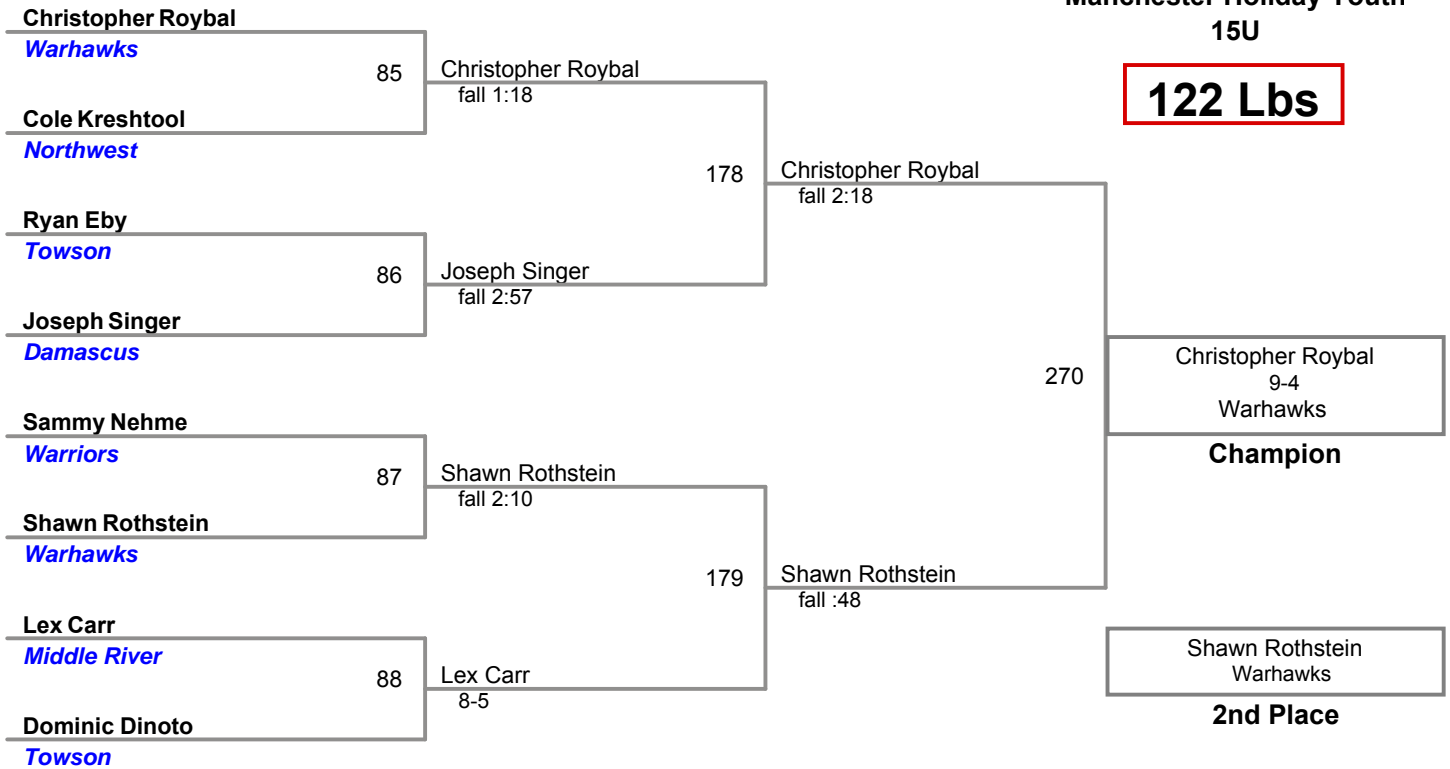 Manchester Holiday Youth
15U
122 Lbs
Christopher Roybal
Warhawks
85
Cole Kreshtool
Northwest
Ryan Eby
Towson
86
Joseph Singer
Damascus
Sammy Nehme
Warriors
87
Shawn Rothstein
Warhawks
Lex Carr
Middle River
88
Dominic Dinoto
Towson
Christopher Roybal
fall 1:18
178
Joseph Singer
fall 2:57
Shawn Rothstein
fall 2:10
179
Lex Carr
8-5
Christopher Roybal
fall 2:18
270
Shawn Rothstein
fall :48
Christopher Roybal
9-4
Warhawks
Champion
Shawn Rothstein
Warhawks
2nd Place